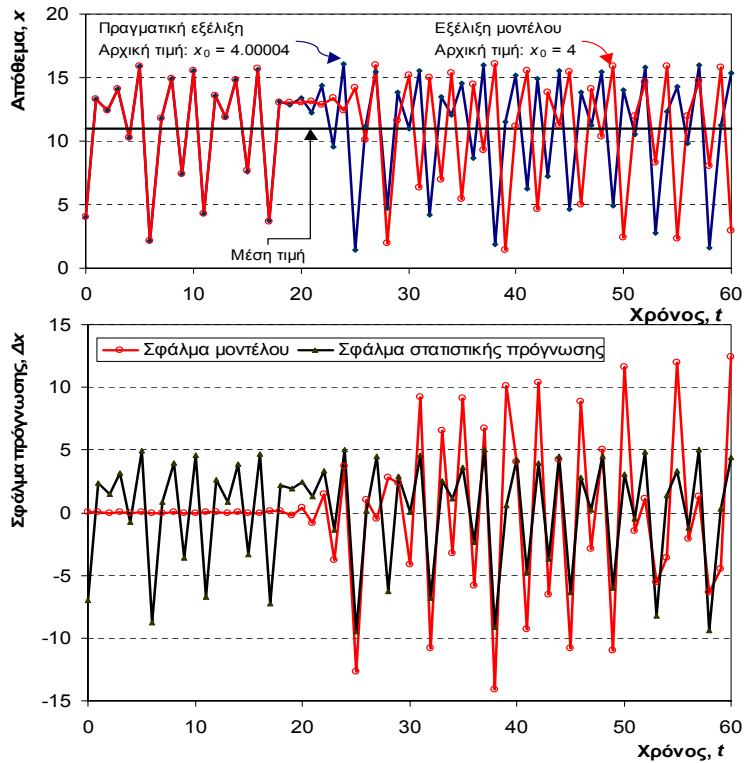 Απόθεμα, x
20
15
10
5
0
Πραγματική εξέλιξη
Αρχική τιμή: x0 = 4.00004
Εξέλιξη μοντέλου
Αρχική τιμή: x0 = 4
Μέση τιμή
0 10 20 30 40 50 60
Χρόνος, t
Σφάλμα πρόγνωσης, Δx
15
10
5
0
-5
-10
-15
Σφάλμα μοντέλου
Σφάλμα στατιστικής πρόγνωσης
0 10 20 30 40 50 60
Χρόνος, t